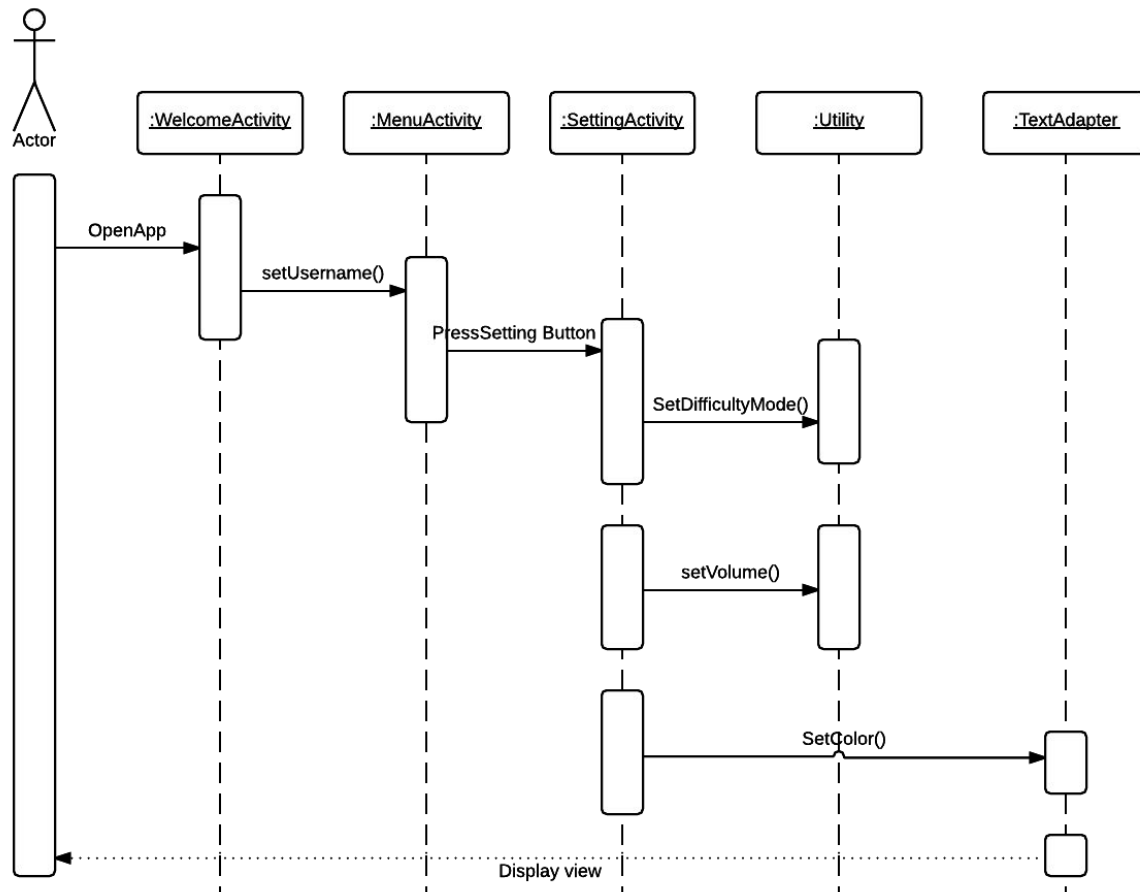 Actor
:WelcomeActivity
:MenuActivity
:SettingActivity
:Utility
:TextAdapter
OpenApp
setUsername()
PressSetting Button
SetDifficultyMode()
setVolume()
SetColor()
Display view